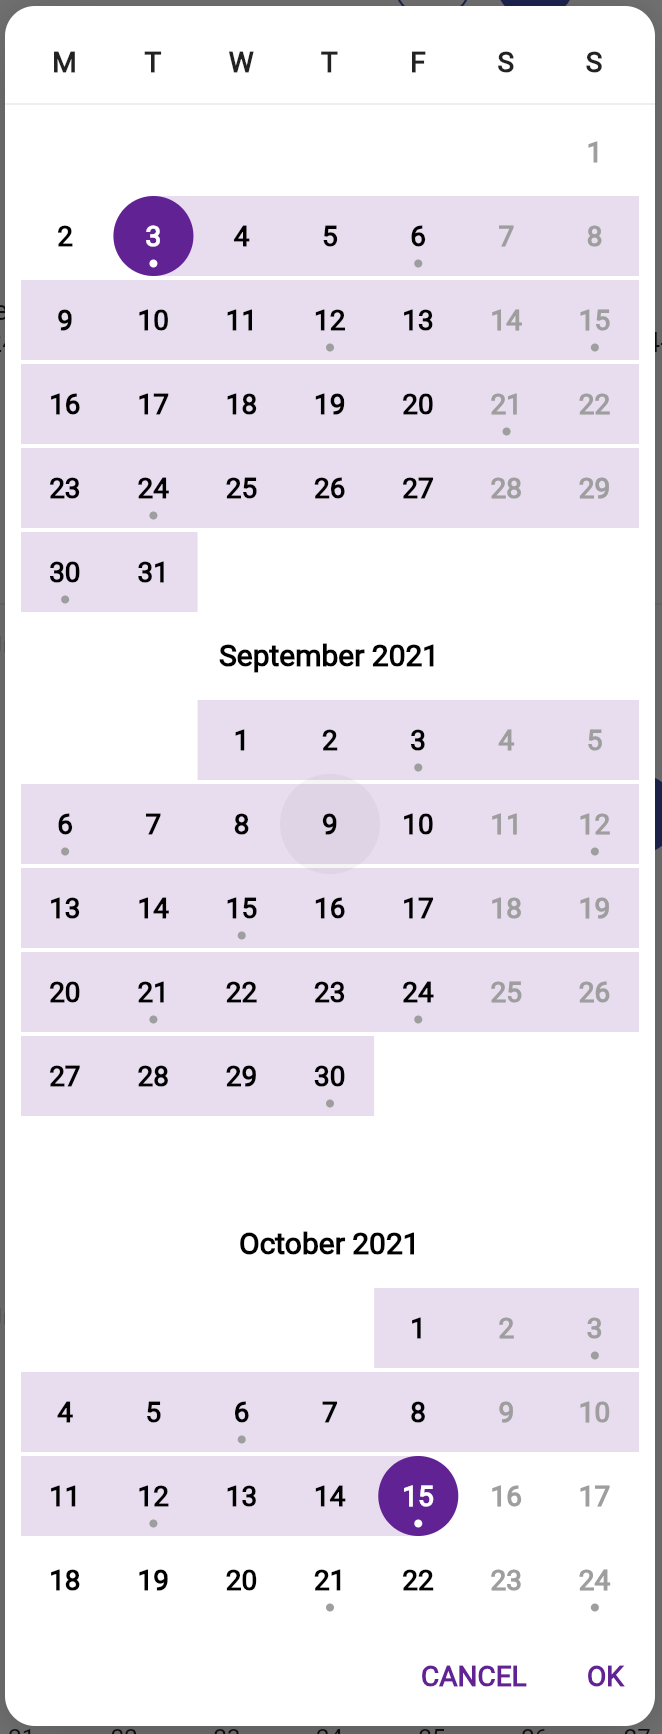 M T W T F S S
1
2 3 4 5 6 7 8
9 10 11 12 13 14 15
16 17 18 19 20 21 22
23 24 25 26 27 28 29
30 31
September 2021
1 2 3 4 5
6 7 8 9 10 11 12
13 14 15 16 17 18 19
20 21 22 23 24 25 26
27 28 29 30
October 2021
1 2 3
4 5 6 7 8 9 10
11 12 13 14 15 16 17
18 19 20 21 22 23 24
CANCEL OK